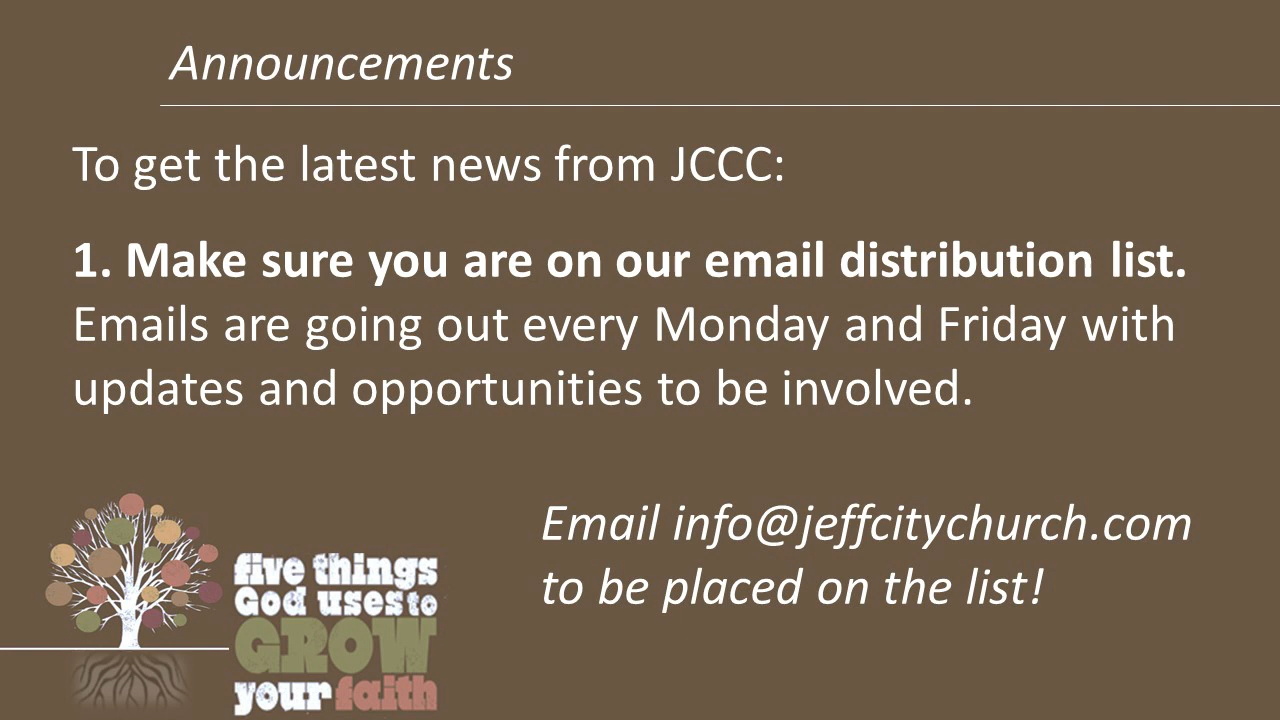 Announcements
To get the latest news from JCCC:
1. Make sure you are on our email distribution list.
Emails are going out every Monday and Friday with
updates and opportunities to be involved.
Email info@jeffcitychurch.com
to be placed on the list!
five things
God uses to
GROW
your faith